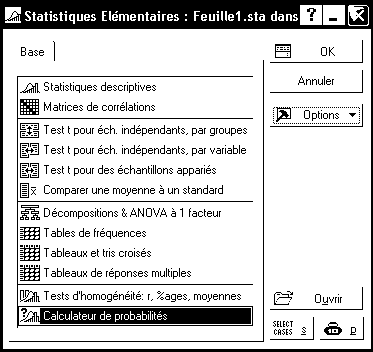 Statistiques Elémentaires : Feuille1.sta dans
?
Base
OK
Annuler
Options
Statistiques descriptives
Matrices de corrélations
Test t pour éch. indépendants, par groupes
Test t pour éch. indépendants, par variable
Test t pour des échantillons appariés
Comparer une moyenne à un standard
Décompositions & ANOVA à 1 facteur
Tables de fréquences
Tableaux et tris croisés
Tableaux de réponses multiples
Tests d'homogénéité: r, %ages, moyennes
Calculateur de probabilités
Ouvrir
SELECT CASES S
D